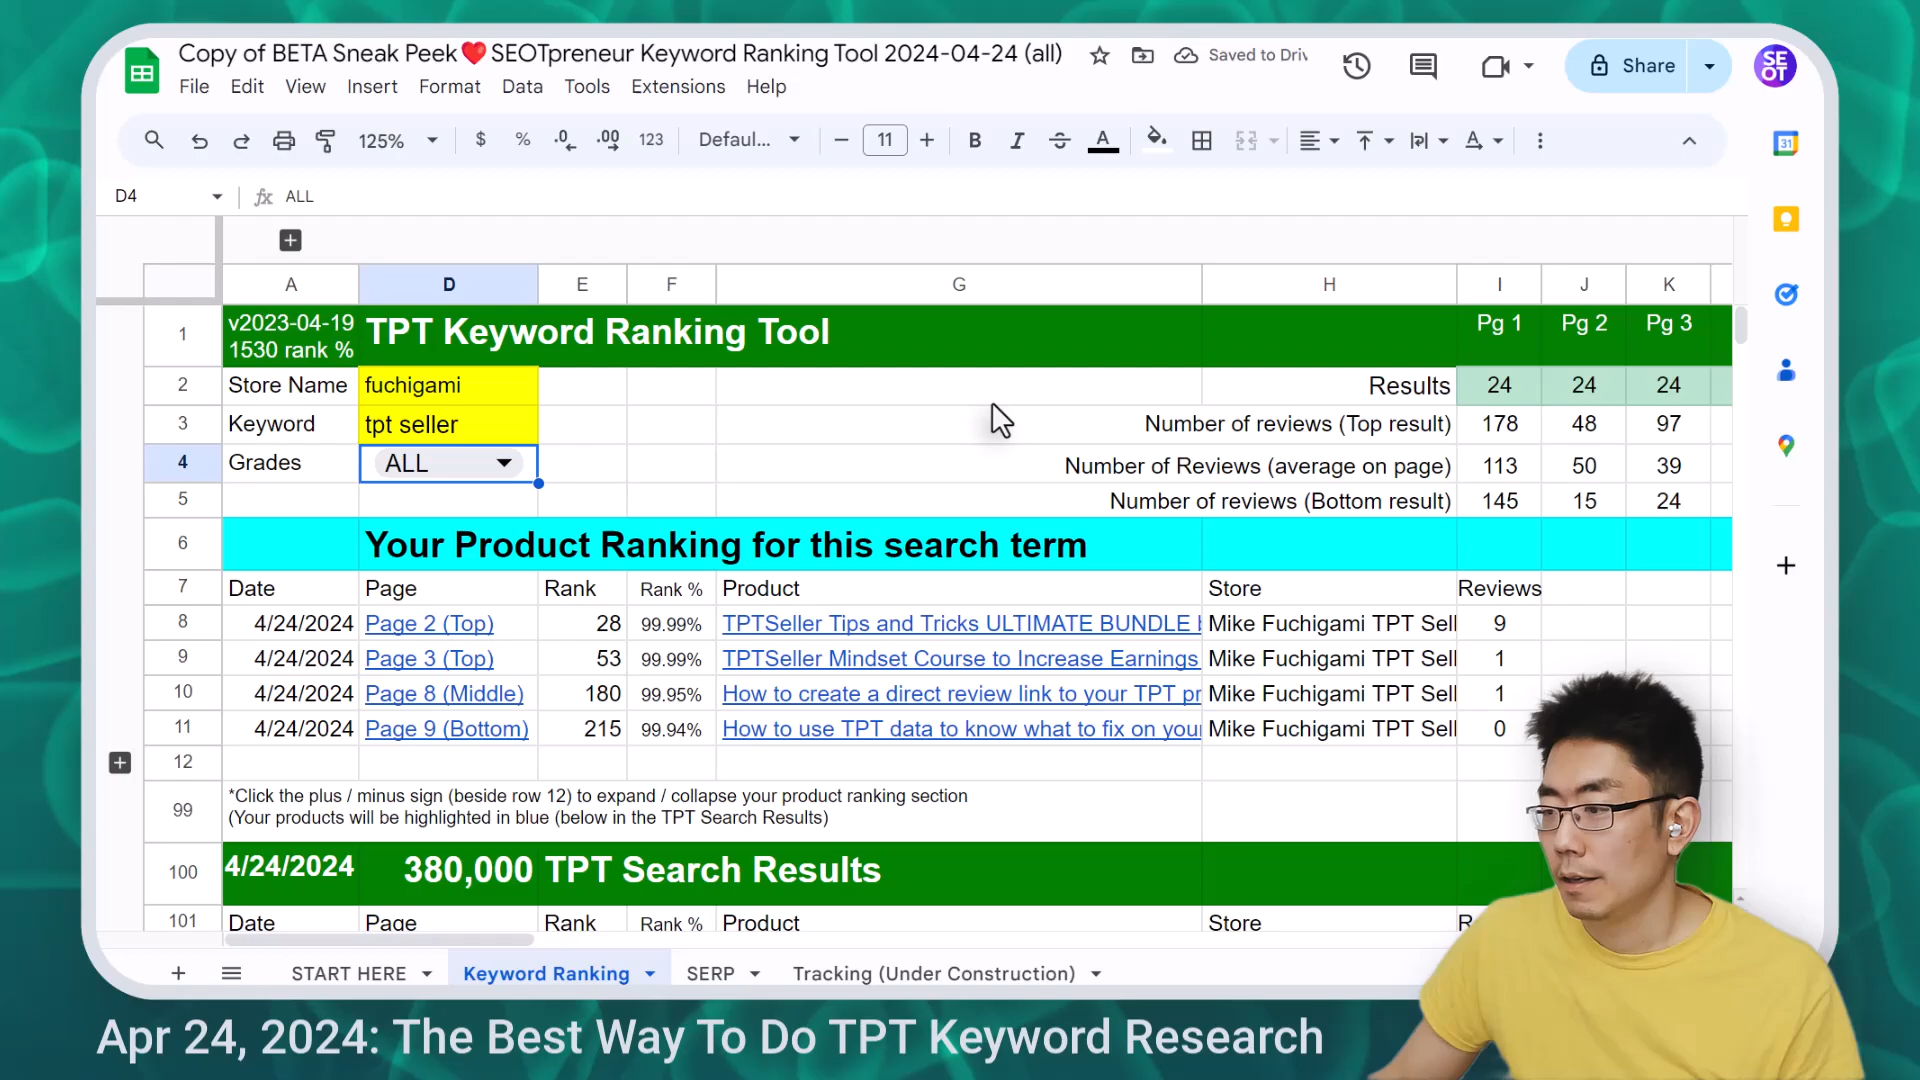 Copy of BETA Sneak Peek❤️SEOTpreneur Keyword Ranking Tool 2024-04-24 (all)
Saved to Driv
Share
SE
OT
File Edit View Insert Format Data Tools Extensions Help
125% $ % .0 .00 123 Defaul... 11 B I A
31
D4 fx ALL
A D E F G H I J K
1 v2023-04-19 TPT Keyword Ranking Tool Pg 1 Pg 2 Pg 3
1530 rank %
2 Store Name fuchigami Results 24 24 24
3 Keyword tpt seller Number of reviews (Top result) 178 48 97
4 Grades ALL Number of Reviews (average on page) 113 50 39
5 Number of reviews (Bottom result) 145 15 24
6 Your Product Ranking for this search term
7 Date Page Rank Rank % Product Store Reviews
8 4/24/2024 Page 2 (Top) 28 99.99% TPTSeller Tips and Tricks ULTIMATE BUNDLE Mike Fuchigami TPT Sell 9
9 4/24/2024 Page 3 (Top) 53 99.99% TPTSeller Mindset Course to Increase Earnings Mike Fuchigami TPT Sell 1
10 4/24/2024 Page 8 (Middle) 180 99.95% How to create a direct review link to your TPT pr Mike Fuchigami TPT Sell 1
11 4/24/2024 Page 9 (Bottom) 215 99.94% How to use TPT data to know what to fix on your Mike Fuchigami TPT Sell 0
12
99 *Click the plus / minus sign (beside row 12) to expand / collapse your product ranking section
(Your products will be highlighted in blue (below in the TPT Search Results)
100 4/24/2024 380,000 TPT Search Results
101 Date Page Rank Rank % Product Store
START HERE Keyword Ranking SERP Tracking (Under Construction)
Apr 24, 2024: The Best Way To Do TPT Keyword Research